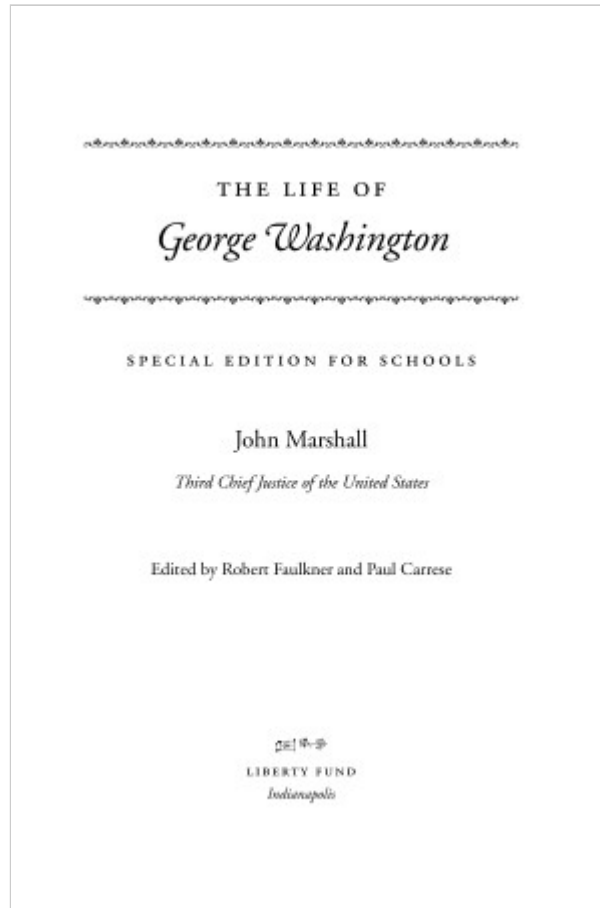 THE LIFE OF
George Washington
SPECIAL EDITION FOR SCHOOLS
John Marshall
Third Chief Justice of the United States
Edited by Robert Faulkner and Paul Carrese
LIBERTY FUND
Indianapolis